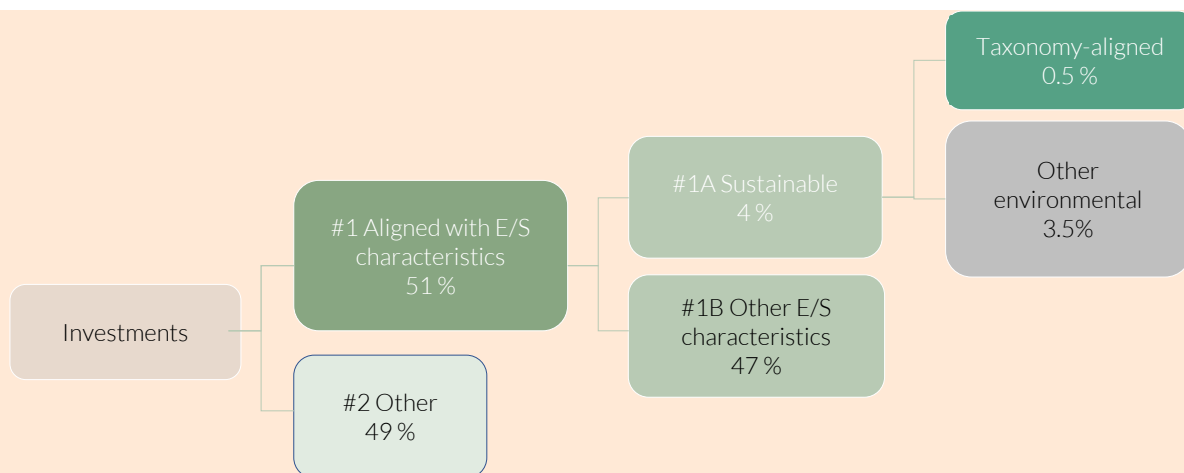 Taxonomy-aligned
0.5 %
Other
environmental
3.5%
#1A Sustainable
4 %
#1 Aligned with E/S
characteristics
51 %
#1B Other E/S
characteristics
47 %
Investments
#2 Other
49 %